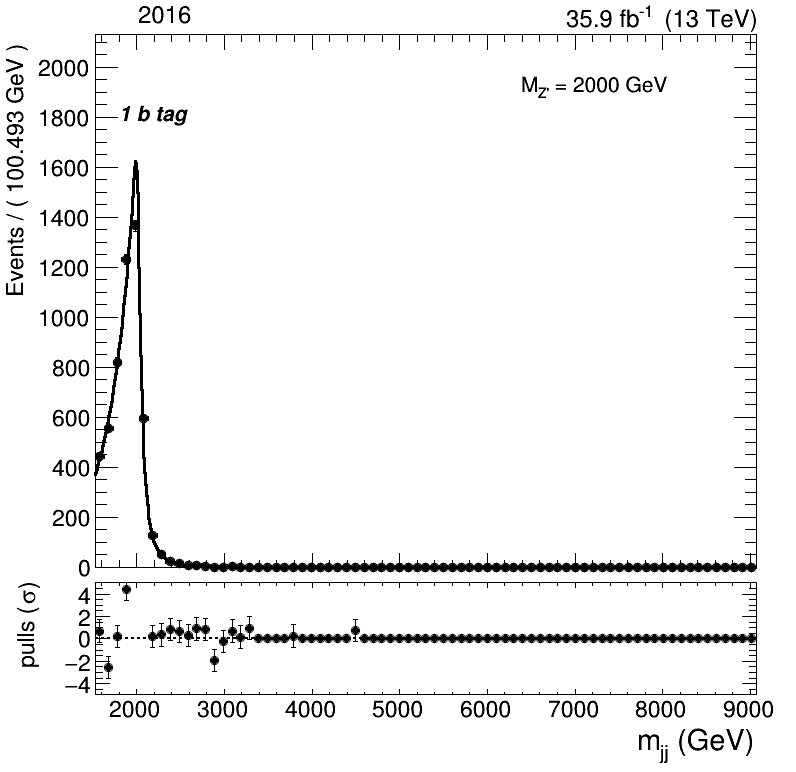 2016
35.9 fb⁻¹ (13 TeV)
Events / ( 100.493 GeV )
2000
1800
1600
1400
1200
1000
800
600
400
200
0
M_Z' = 2000 GeV
1 b tag
pulls (σ)
4
2
0
−2
−4
2000 3000 4000 5000 6000 7000 8000 9000
m_jj (GeV)